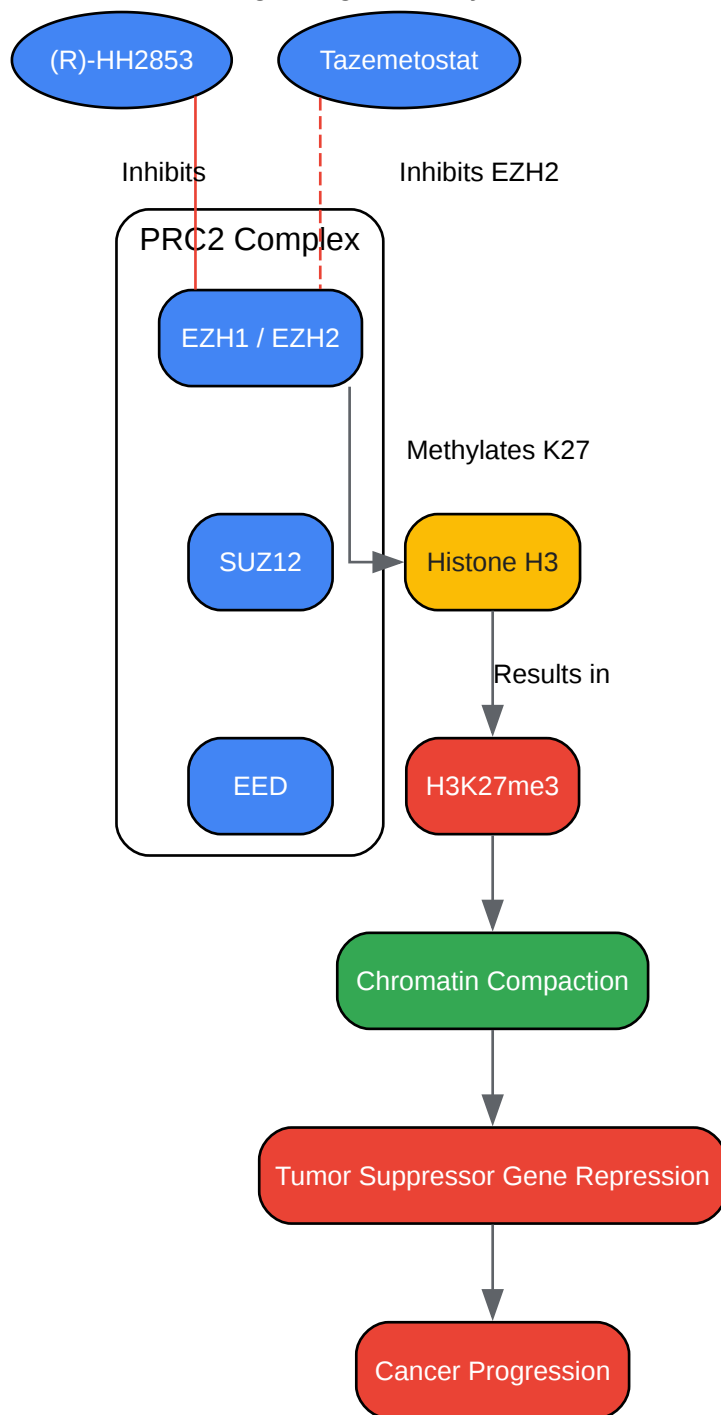 (R)-HH2853
Tazemetostat
Inhibits
Inhibits EZH2
PRC2 Complex
EZH1 / EZH2
Methylates K27
SUZ12
Histone H3
Results in
EED
H3K27me3
Chromatin Compaction
Tumor Suppressor Gene Repression
Cancer Progression